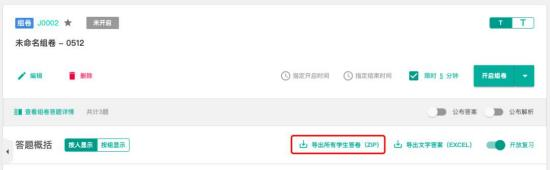 组卷 J0002 ★ 未开启 T T
未命名组卷 - 0512
编辑 删除 指定开启时间 指定结束时间 限时 5 分钟 开启组卷
查看组卷答题详情 共计3题 公布答案 公布解析
答题概括 按人显示 按组显示 导出所有学生答卷 (ZIP) 导出文字答案 (EXCEL) 开放复习